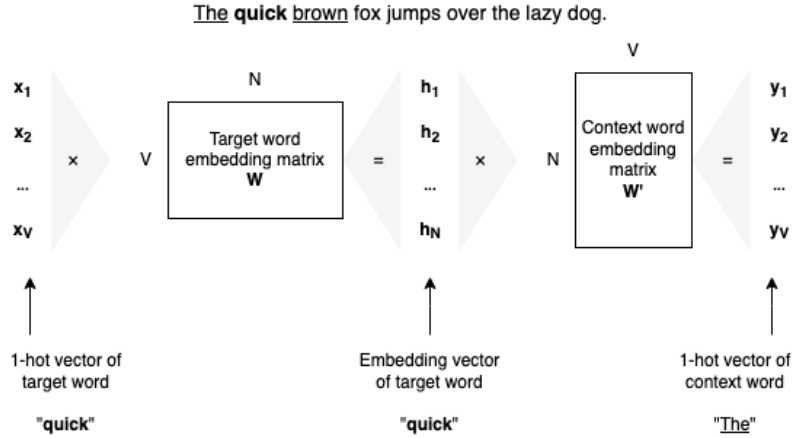 The quick brown fox jumps over the lazy dog.
x1
x2
...
xV
×
V
N
Target word
embedding matrix
W
=
h1
h2
...
hN
×
N
V
Context word
embedding
matrix
W'
=
y1
y2
...
yV
1-hot vector of
target word
"quick"
Embedding vector
of target word
"quick"
1-hot vector of
context word
"The"